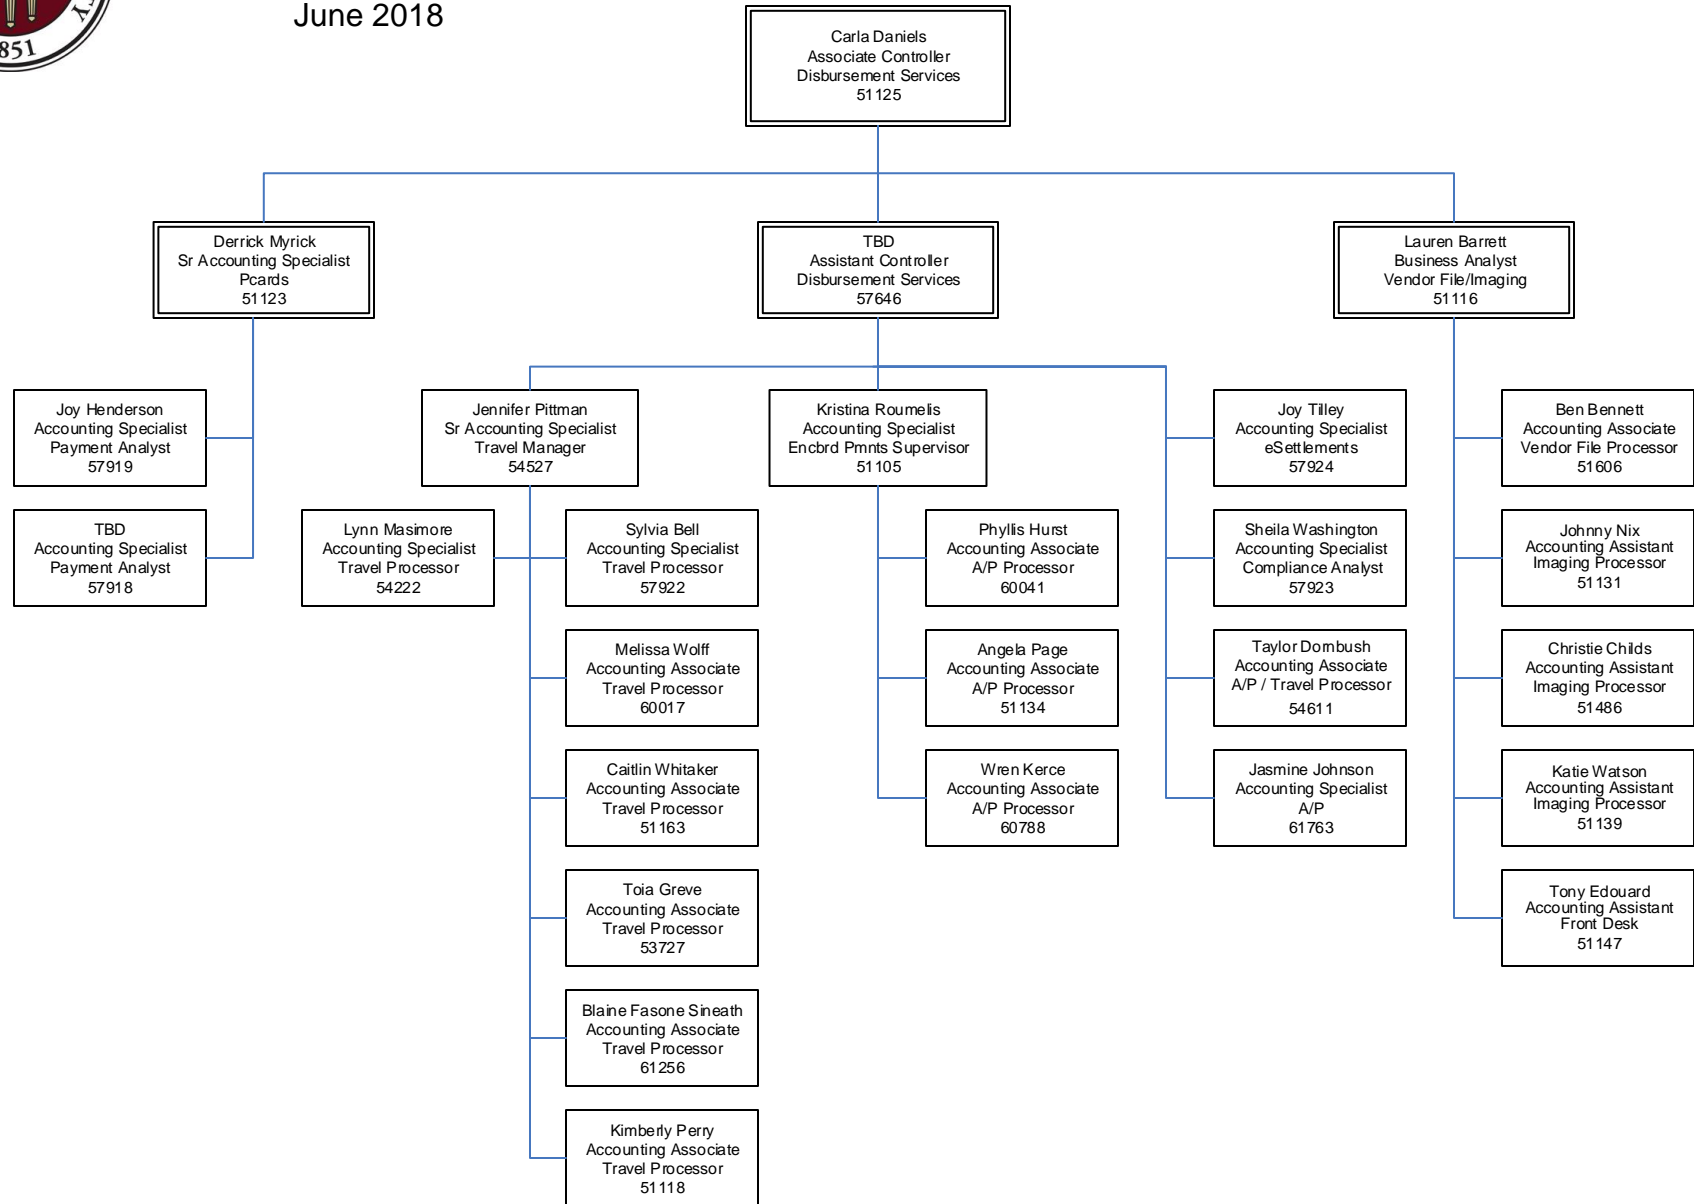 851
June 2018
Carla Daniels
Associate Controller
Disbursement Services
51125
Derrick Myrick
Sr Accounting Specialist
Pcards
51123
TBD
Assistant Controller
Disbursement Services
57646
Lauren Barrett
Business Analyst
Vendor File/Imaging
51116
Joy Henderson
Accounting Specialist
Payment Analyst
57919
TBD
Accounting Specialist
Payment Analyst
57918
Jennifer Pittman
Sr Accounting Specialist
Travel Manager
54527
Lynn Masimore
Accounting Specialist
Travel Processor
54222
Sylvia Bell
Accounting Specialist
Travel Processor
57922
Melissa Wolff
Accounting Associate
Travel Processor
60017
Caitlin Whitaker
Accounting Associate
Travel Processor
51163
Toia Greve
Accounting Associate
Travel Processor
53727
Blaine Fasone Sineath
Accounting Associate
Travel Processor
61256
Kimberly Perry
Accounting Associate
Travel Processor
51118
Kristina Roumelis
Accounting Specialist
Encbrd Pmnts Supervisor
51105
Phyllis Hurst
Accounting Associate
A/P Processor
60041
Angela Page
Accounting Associate
A/P Processor
51134
Wren Kerce
Accounting Associate
A/P Processor
60788
Joy Tilley
Accounting Specialist
eSettlements
57924
Sheila Washington
Accounting Specialist
Compliance Analyst
57923
Taylor Dornbush
Accounting Associate
A/P / Travel Processor
54611
Jasmine Johnson
Accounting Specialist
A/P
61763
Ben Bennett
Accounting Associate
Vendor File Processor
51606
Johnny Nix
Accounting Assistant
Imaging Processor
51131
Christie Childs
Accounting Assistant
Imaging Processor
51486
Katie Watson
Accounting Assistant
Imaging Processor
51139
Tony Edouard
Accounting Assistant
Front Desk
51147